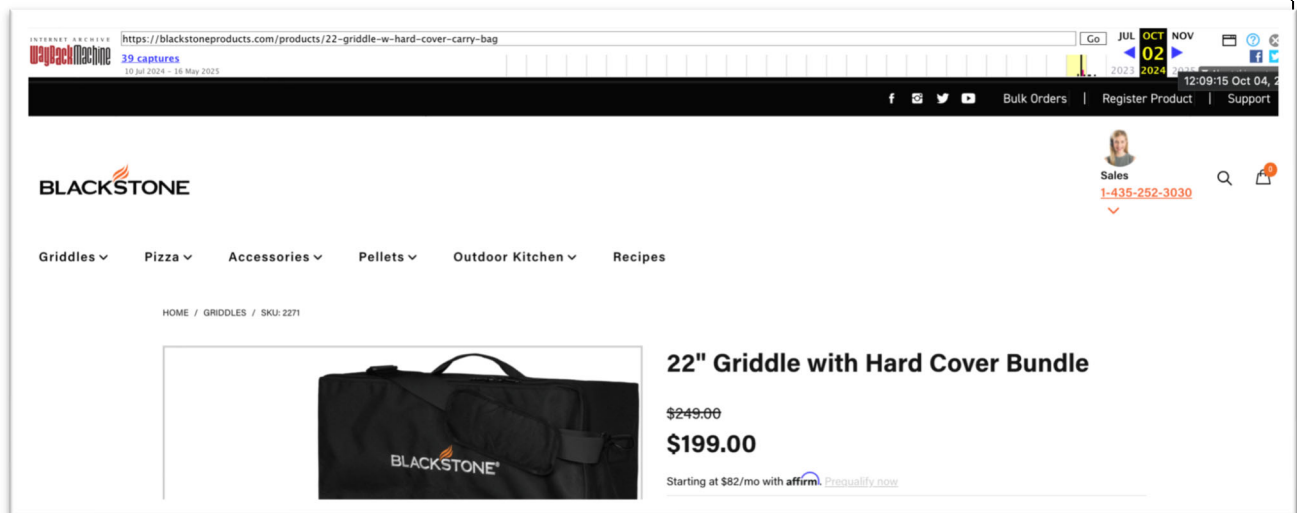 INTERNET ARCHIVE
WayBackMachine
https://blackstoneproducts.com/products/22-griddle-w-hard-cover-carry-bag
Go
JUL OCT NOV
39 captures
02
10 Jul 2024 – 16 May 2025
2023 2024 2025
12:09:15 Oct 04, 2
Bulk Orders | Register Product | Support
BLACKSTONE
Sales
1-435-252-3030
0
Griddles Pizza Accessories Pellets Outdoor Kitchen Recipes
HOME / GRIDDLES / SKU: 2271
22" Griddle with Hard Cover Bundle
$249.00
$199.00
BLACKSTONE®
Starting at $82/mo with affirm. Prequalify now